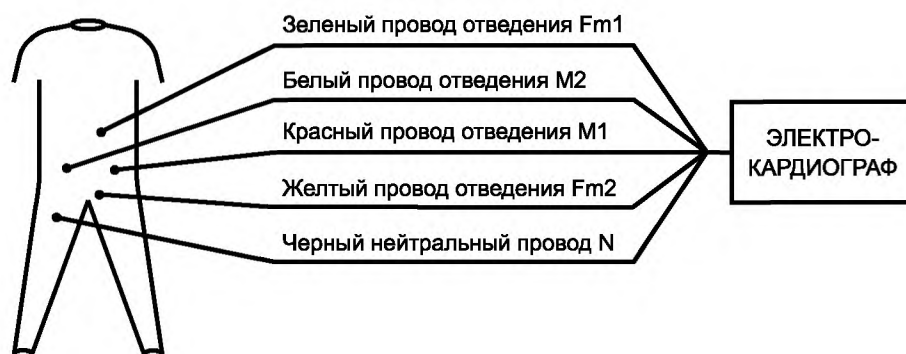 Зеленый провод отведения Fm1
Белый провод отведения M2
Красный провод отведения M1
Желтый провод отведения Fm2
Черный нейтральный провод N
ЭЛЕКТРО-
КАРДИОГРАФ